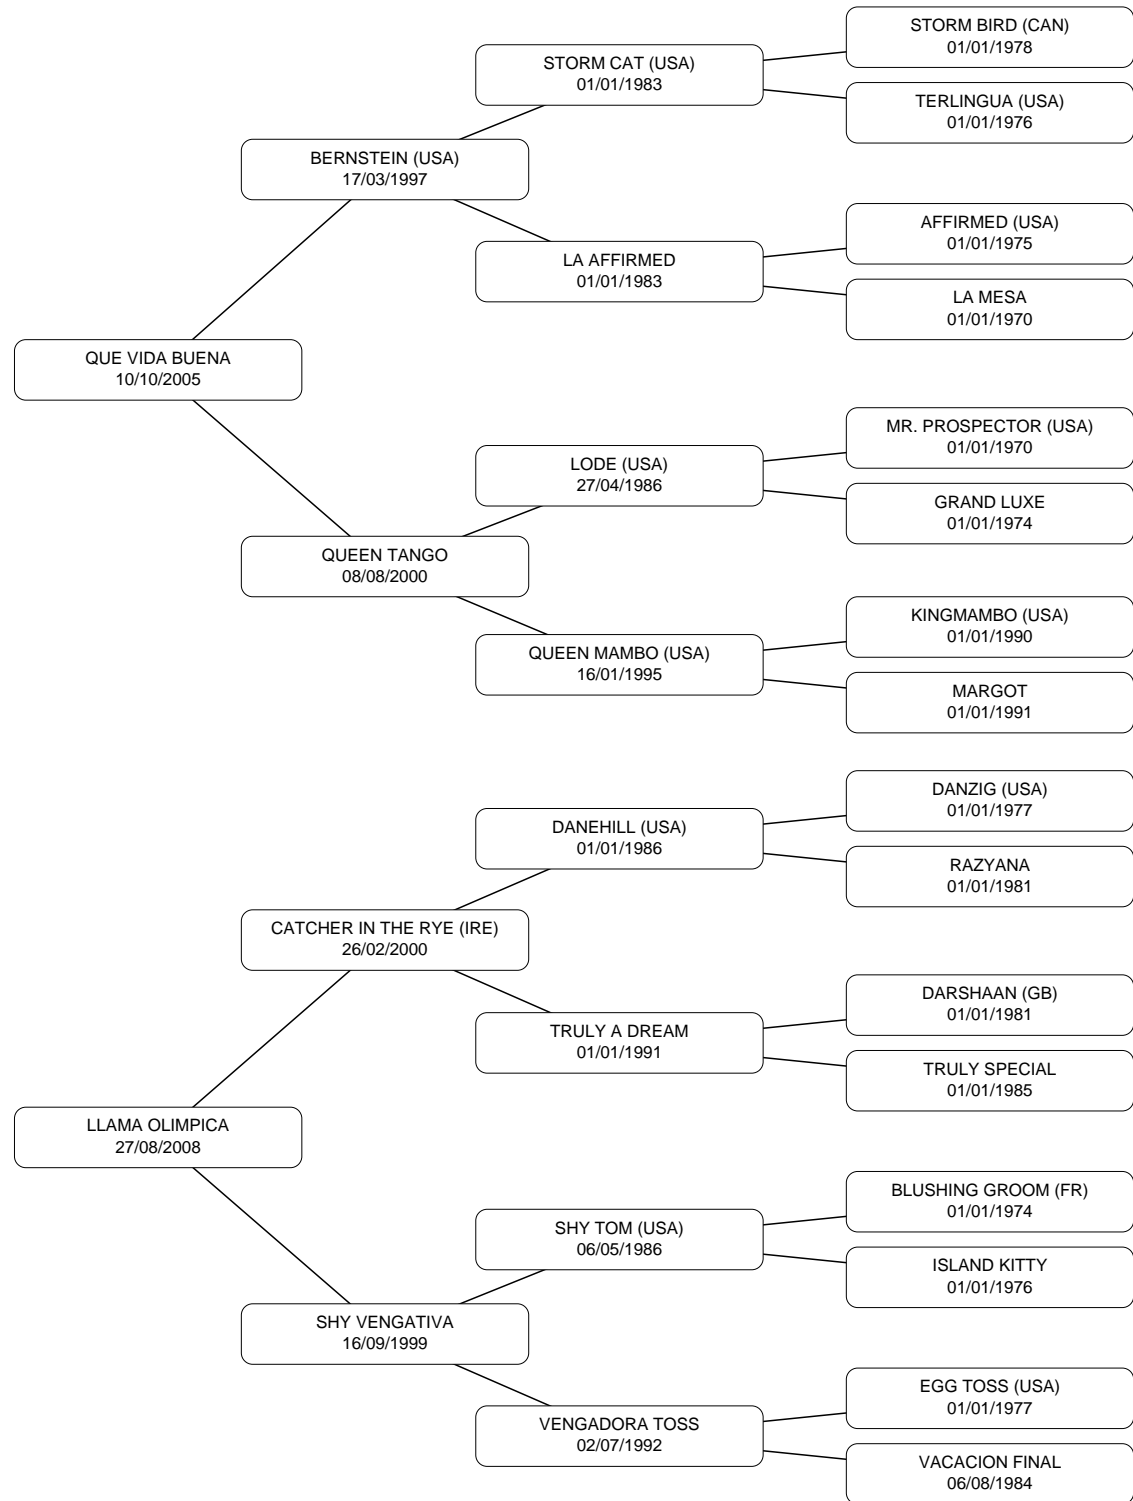 STORM BIRD (CAN)
01/01/1978
STORM CAT (USA)
01/01/1983
TERLINGUA (USA)
01/01/1976
BERNSTEIN (USA)
17/03/1997
AFFIRMED (USA)
01/01/1975
LA AFFIRMED
01/01/1983
LA MESA
01/01/1970
QUE VIDA BUENA
10/10/2005
MR. PROSPECTOR (USA)
01/01/1970
LODE (USA)
27/04/1986
GRAND LUXE
01/01/1974
QUEEN TANGO
08/08/2000
KINGMAMBO (USA)
01/01/1990
QUEEN MAMBO (USA)
16/01/1995
MARGOT
01/01/1991
DANZIG (USA)
01/01/1977
DANEHILL (USA)
01/01/1986
RAZYANA
01/01/1981
CATCHER IN THE RYE (IRE)
26/02/2000
DARSHAAN (GB)
01/01/1981
TRULY A DREAM
01/01/1991
TRULY SPECIAL
01/01/1985
LLAMA OLIMPICA
27/08/2008
BLUSHING GROOM (FR)
01/01/1974
SHY TOM (USA)
06/05/1986
ISLAND KITTY
01/01/1976
SHY VENGATIVA
16/09/1999
EGG TOSS (USA)
01/01/1977
VENGADORA TOSS
02/07/1992
VACACION FINAL
06/08/1984